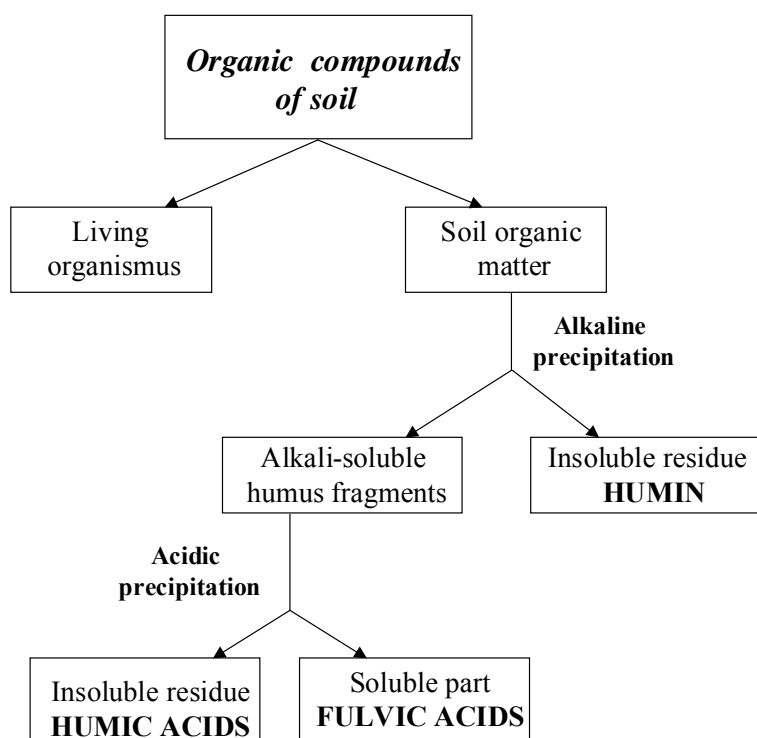 Organic compounds
of soil
Living
organismus
Soil organic
matter
Alkaline
precipitation
Alkali-soluble
humus fragments
Insoluble residue
HUMIN
Acidic
precipitation
Insoluble residue
HUMIC ACIDS
Soluble part
FULVIC ACIDS